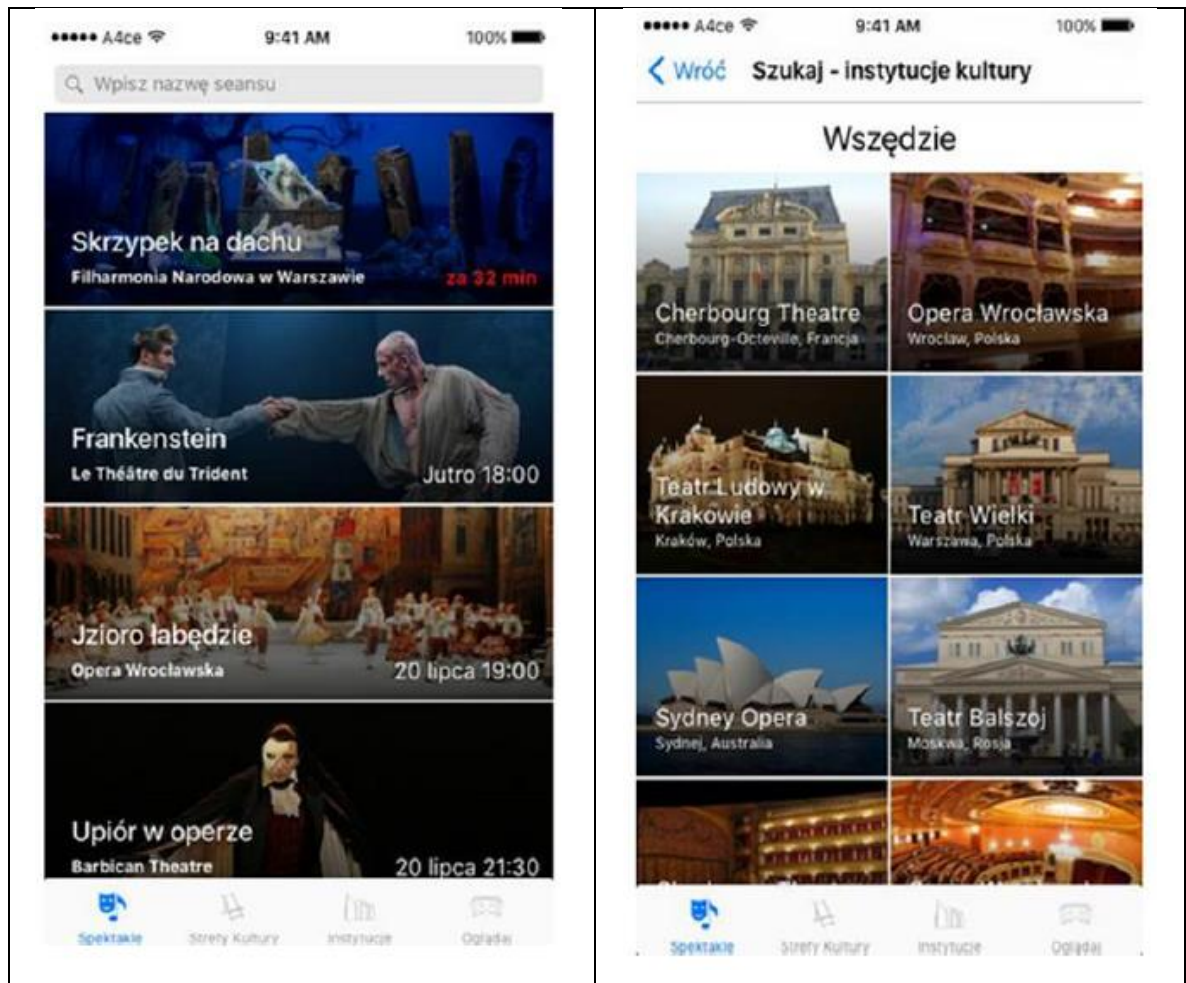 A4ce 9:41 AM 100%
Wpisz nazwę seansu
Skrzypek na dachu
Filharmonia Narodowa w Warszawie za 32 min
Frankenstein
Le Théâtre du Trident Jutro 18:00
Jzioro łabędzie
Opera Wrocławska 20 lipca 19:00
Upiór w operze
Barbican Theatre 20 lipca 21:30
Spektakle Strefy Kultury Instytucje Oglądaj
A4ce 9:41 AM 100%
Wróć Szukaj - instytucje kultury
Wszędzie
Cherbourg Theatre
Cherbourg-Octeville, Francja
Opera Wrocławska
Wrocław, Polska
Teatr Ludowy w
Krakowie
Kraków, Polska
Teatr Wielki
Warszawa, Polska
Sydney Opera
Sydnej, Australia
Teatr Balszoj
Moskwa, Rosja
Spektakle Strefy Kultury Instytucje Oglądaj